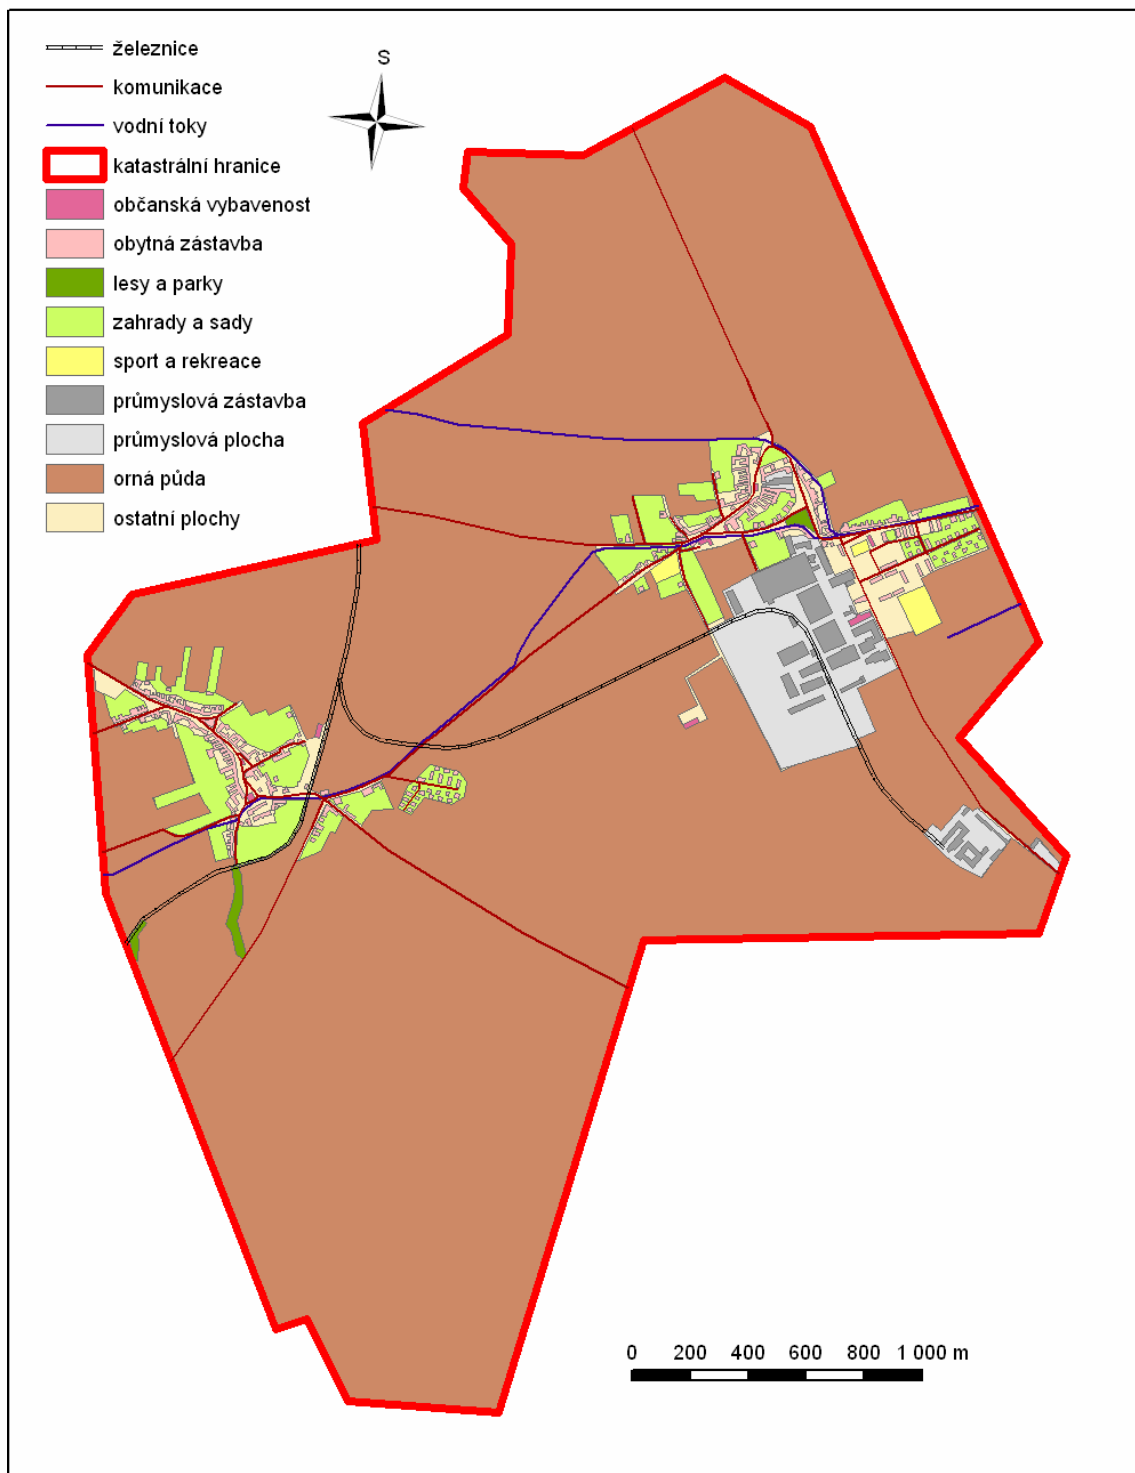 železnice
komunikace
vodní toky
katastrální hranice
občanská vybavenost
obytná zástavba
lesy a parky
zahrady a sady
sport a rekreace
průmyslová zástavba
průmyslová plocha
orná půda
ostatní plochy
S
0 200 400 600 800 1 000 m